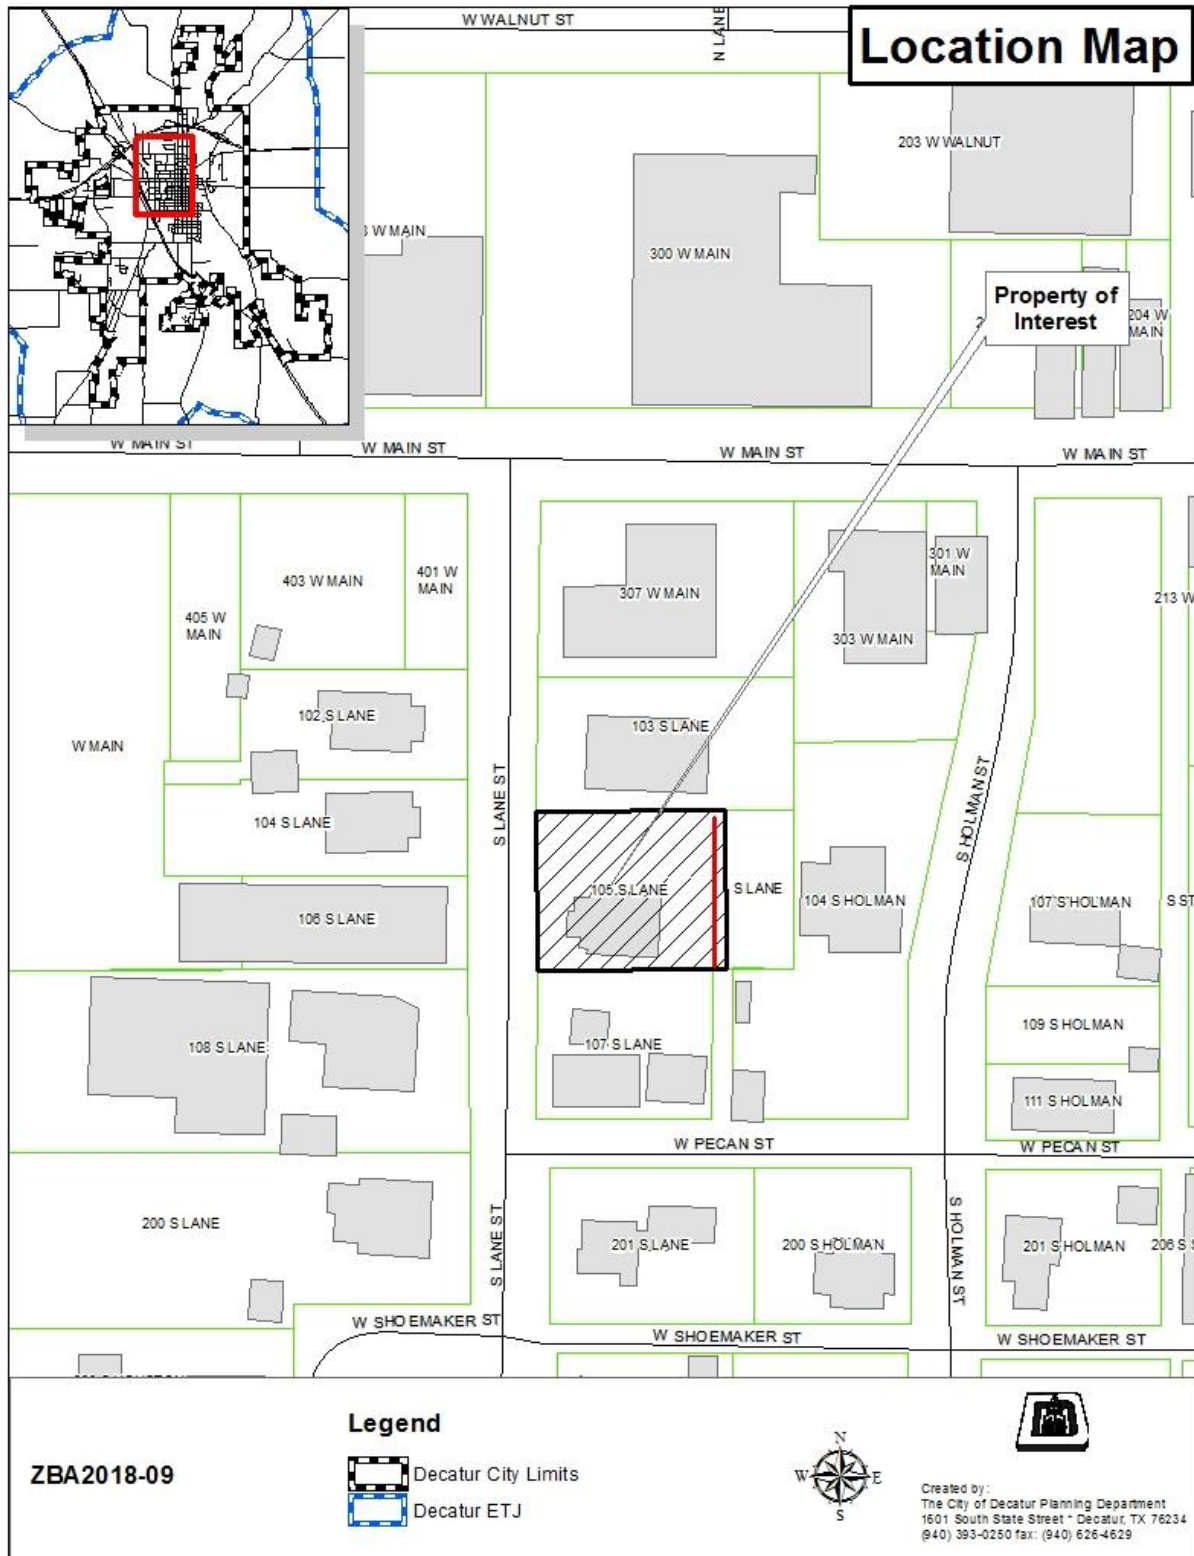 W WALNUT ST
N LANE
Location Map
203 W WALNUT
W MAIN
300 W MAIN
Property of
Interest
204 W
MAIN
W MAIN ST
W MAIN ST
W MAIN ST
W MAIN ST
403 W MAIN
401 W
MAIN
405 W
MAIN
307 W MAIN
301 W
MAIN
303 W MAIN
213 W
102 S LANE
103 S LANE
W MAIN
S LANE ST
S HOLMAN ST
104 S LANE
105 S LANE
S LANE
104 S HOLMAN
107 S HOLMAN
S ST
106 S LANE
109 S HOLMAN
108 S LANE
107 S LANE
111 S HOLMAN
W PECAN ST
W PECAN ST
200 S LANE
S LANE ST
201 S LANE
200 S HOLMAN
S HOLMAN ST
201 S HOLMAN
206 S
W SHOEMAKER ST
W SHOEMAKER ST
W SHOEMAKER ST
Legend
ZBA2018-09
Decatur City Limits
Decatur ETJ
N
W
E
S
Created by:
The City of Decatur Planning Department
1601 South State Street * Decatur, TX 76234
(940) 393-0250 fax: (940) 626-4629